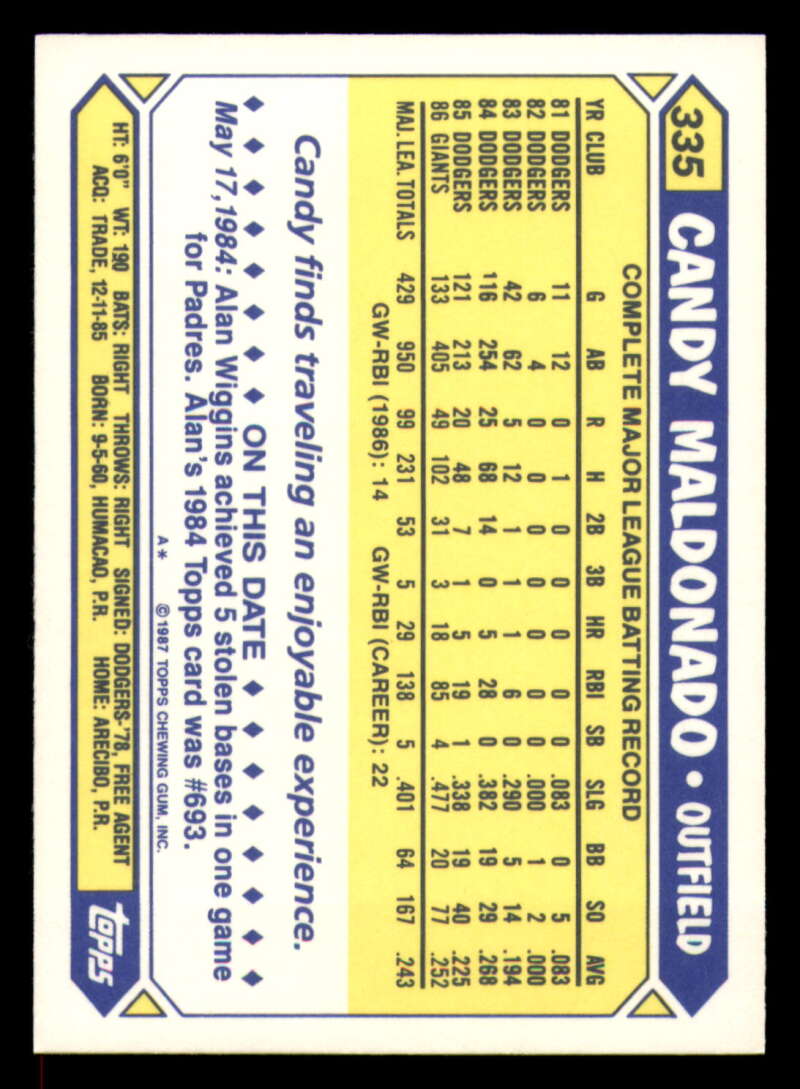 335 CANDY MALDONADO • OUTFIELD
COMPLETE MAJOR LEAGUE BATTING RECORD
YR CLUB G AB R H 2B 3B HR RBI SB SLG BB SO AVG
81 DODGERS 11 12 0 1 0 0 0 0 0 .083 0 5 .083
82 DODGERS 6 4 0 0 0 0 0 0 0 .000 1 2 .000
83 DODGERS 42 62 5 12 1 1 1 6 0 .290 5 14 .194
84 DODGERS 116 254 25 68 14 0 5 28 0 .382 19 29 .268
85 DODGERS 121 213 20 48 7 1 5 19 1 .338 19 40 .225
86 GIANTS 133 405 49 102 31 3 18 85 4 .477 20 77 .252
MAJ. LEA. TOTALS 429 950 99 231 53 5 29 138 5 .401 64 167 .243
GW-RBI (1986): 14 GW-RBI (CAREER): 22
Candy finds traveling an enjoyable experience.
ON THIS DATE
May 17, 1984: Alan Wiggins achieved 5 stolen bases in one game
for Padres. Alan's 1984 Topps card was #693.
A* © 1987 TOPPS CHEWING GUM, INC.
HT: 6'0" WT: 190 BATS: RIGHT THROWS: RIGHT SIGNED: DODGERS-'78, FREE AGENT
ACQ: TRADE, 12-11-85 BORN: 9-5-60, HUMACAO, P.R. HOME: ARECIBO, P.R.
topps